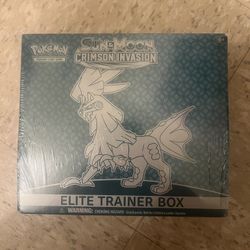 POKÉMON
SUN & MOON
CRIMSON INVASION
ELITE TRAINER BOX
WARNING: